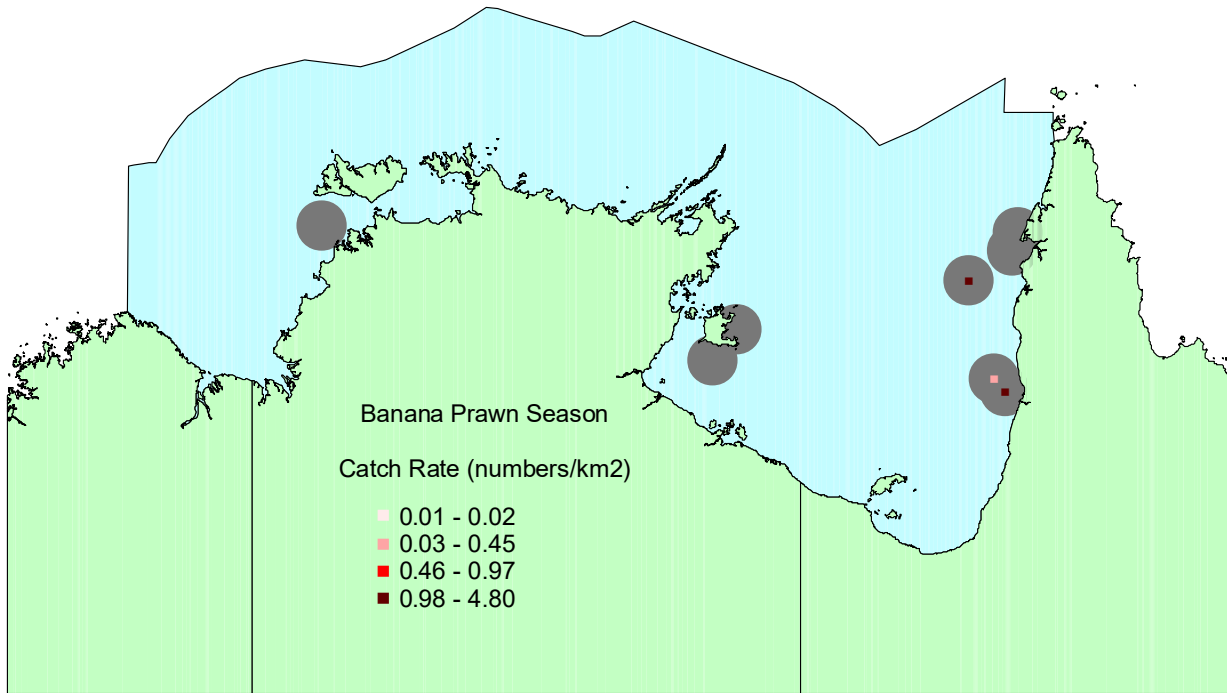 Banana Prawn Season
Catch Rate (numbers/km2)
0.01 - 0.02
0.03 - 0.45
0.46 - 0.97
0.98 - 4.80